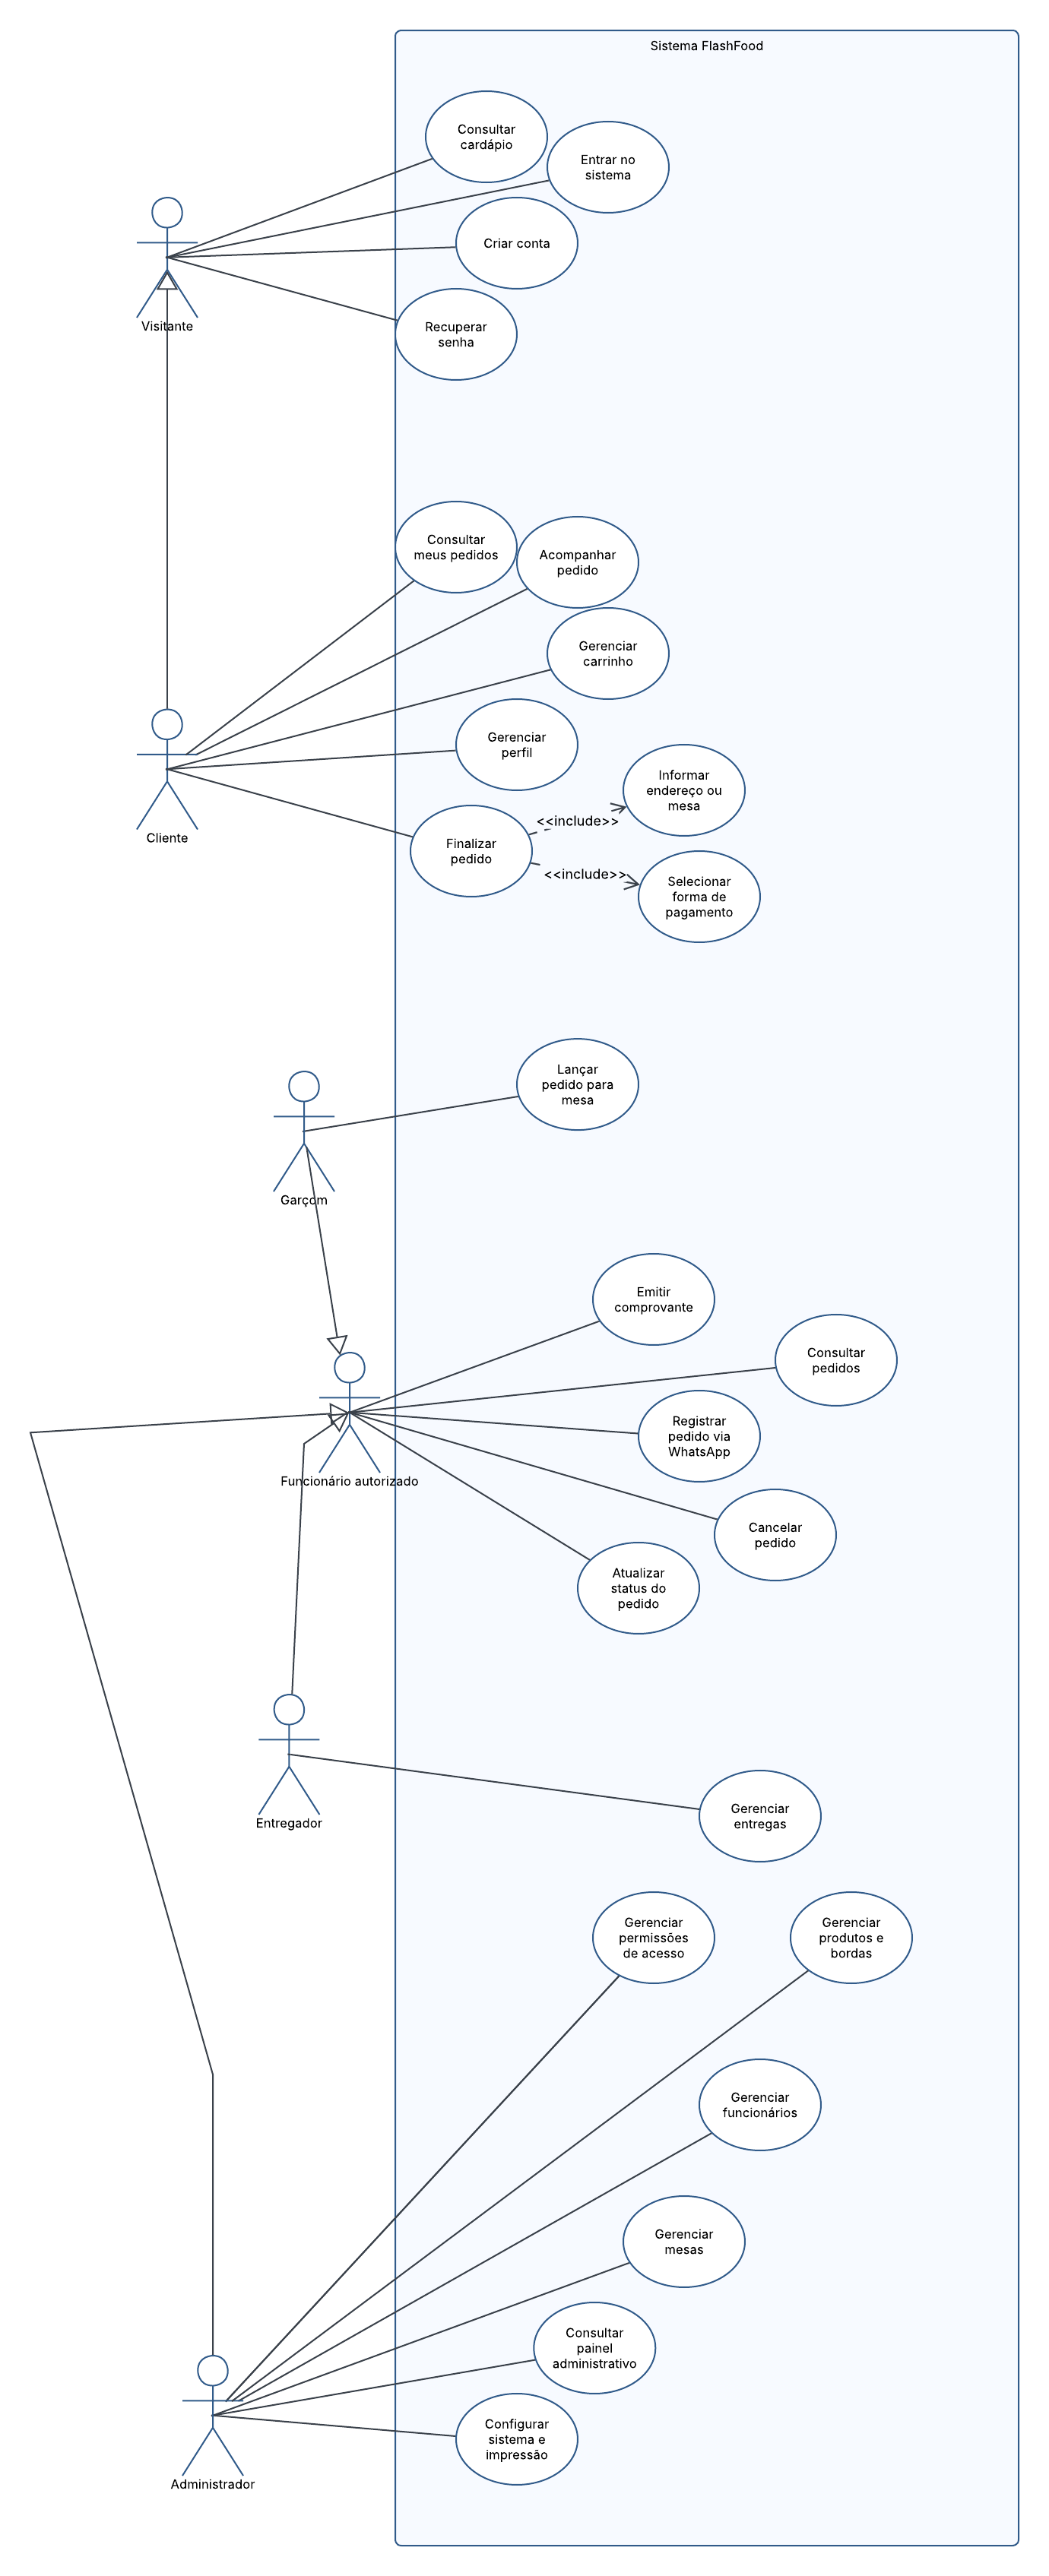 Sistema FlashFood
Consultar
cardápio
Entrar no
sistema
Criar conta
Recuperar
senha
Visitante
Consultar
meus pedidos
Acompanhar
pedido
Gerenciar
carrinho
Gerenciar
perfil
Informar
endereço ou
mesa
<<include>>
Finalizar
pedido
<<include>>
Selecionar
forma de
pagamento
Cliente
Lançar
pedido para
mesa
Garçom
Emitir
comprovante
Consultar
pedidos
Registrar
pedido via
WhatsApp
Funcionário autorizado
Cancelar
pedido
Atualizar
status do
pedido
Gerenciar
entregas
Entregador
Gerenciar
permissões
de acesso
Gerenciar
produtos e
bordas
Gerenciar
funcionários
Gerenciar
mesas
Consultar
painel
administrativo
Configurar
sistema e
impressão
Administrador